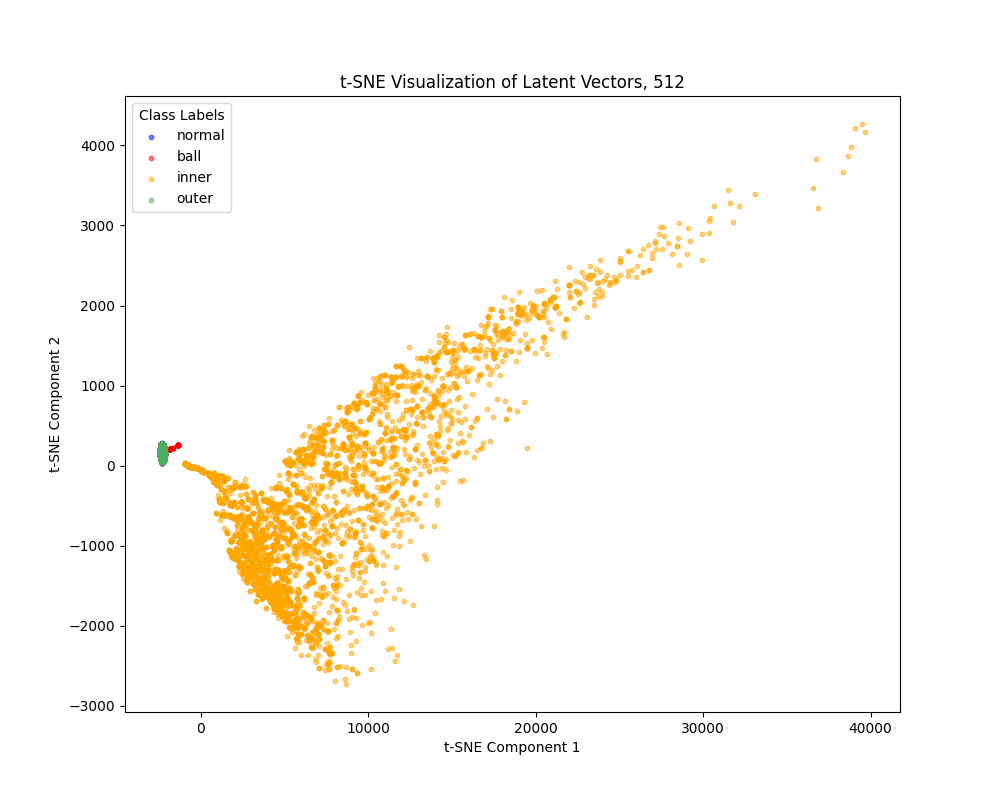 t-SNE Visualization of Latent Vectors, 512
Class Labels
normal
ball
inner
outer
t-SNE Component 2
4000
3000
2000
1000
0
−1000
−2000
−3000
0 10000 20000 30000 40000
t-SNE Component 1